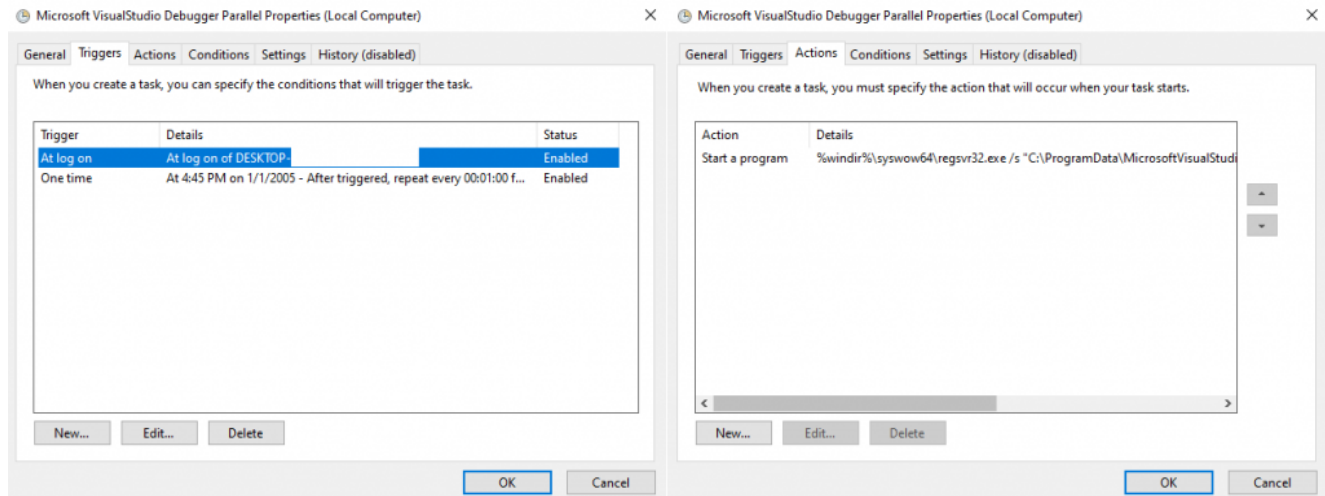 Microsoft VisualStudio Debugger Parallel Properties (Local Computer)
General Triggers Actions Conditions Settings History (disabled)
When you create a task, you can specify the conditions that will trigger the task.
Trigger Details Status
At log on At log on of DESKTOP- Enabled
One time At 4:45 PM on 1/1/2005 - After triggered, repeat every 00:01:00 f... Enabled
New... Edit... Delete
OK Cancel
Microsoft VisualStudio Debugger Parallel Properties (Local Computer)
General Triggers Actions Conditions Settings History (disabled)
When you create a task, you must specify the action that will occur when your task starts.
Action Details
Start a program %windir%\syswow64\regsvr32.exe /s "C:\ProgramData\MicrosoftVisualStudi
New... Edit... Delete
OK Cancel